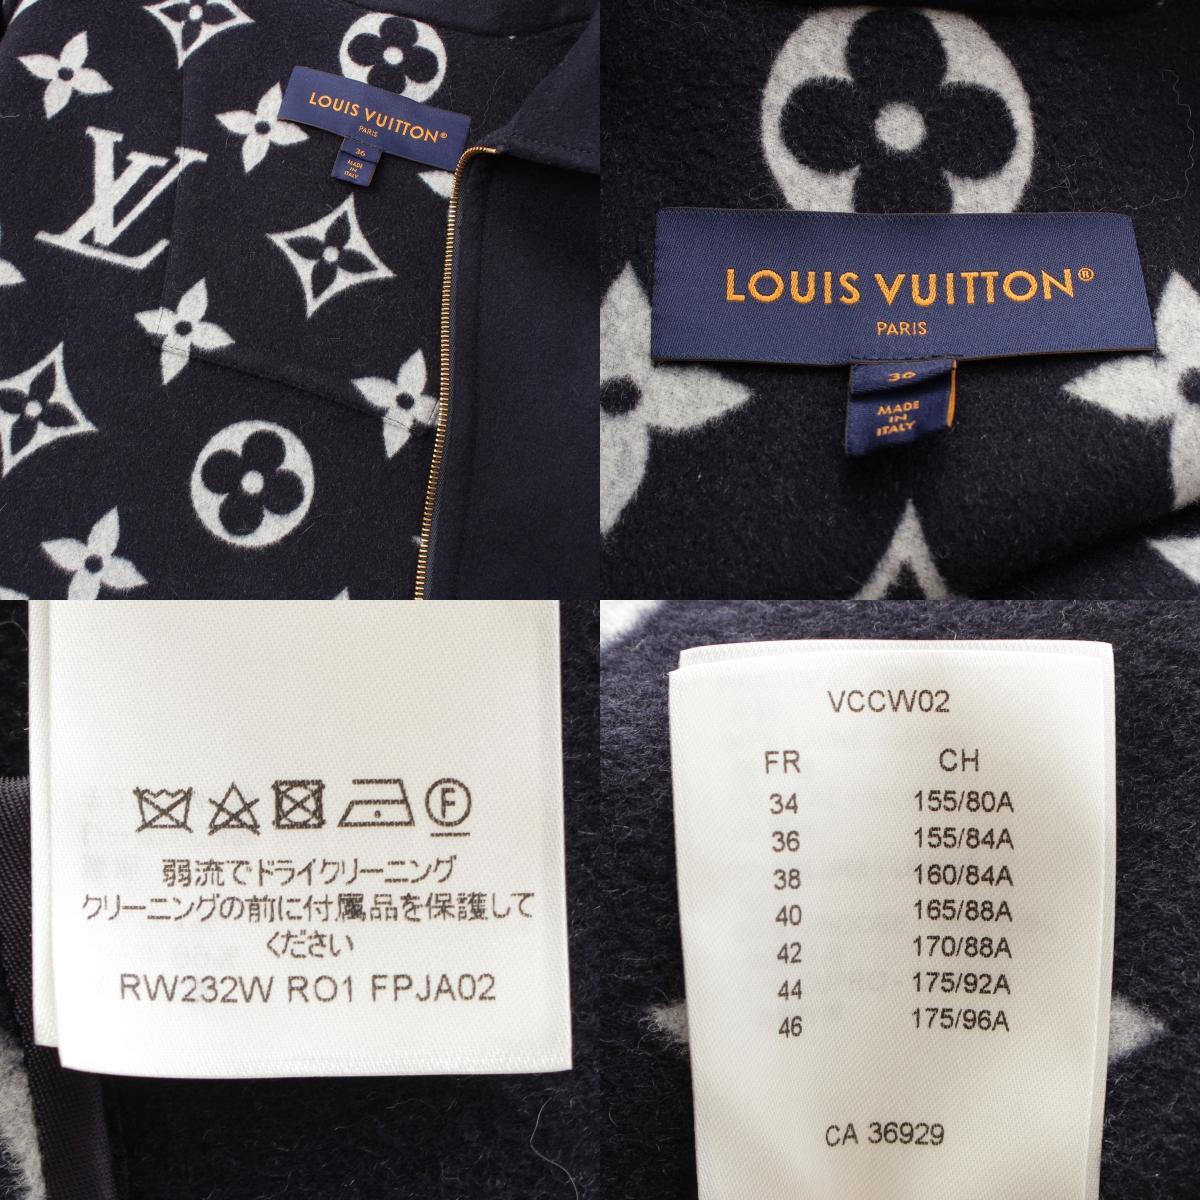 LOUIS VUITTON®
PARIS
36
MADE
IN
ITALY
LOUIS VUITTON®
PARIS
36
MADE
IN
ITALY
弱流でドライクリーニング
クリーニングの前に付属品を保護して
ください
RW232W RO1 FPJA02
VCCW02
FR CH
34 155/80A
36 155/84A
38 160/84A
40 165/88A
42 170/88A
44 175/92A
46 175/96A
CA 36929